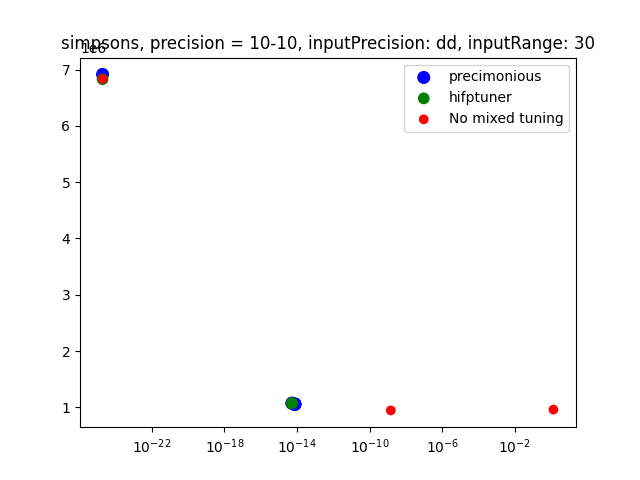 simpsons, precision = 10-10, inputPrecision: dd, inputRange: 30
1e6
precimonious
hifptuner
No mixed tuning
7
6
5
4
3
2
1
10⁻²² 10⁻¹⁸ 10⁻¹⁴ 10⁻¹⁰ 10⁻⁶ 10⁻²